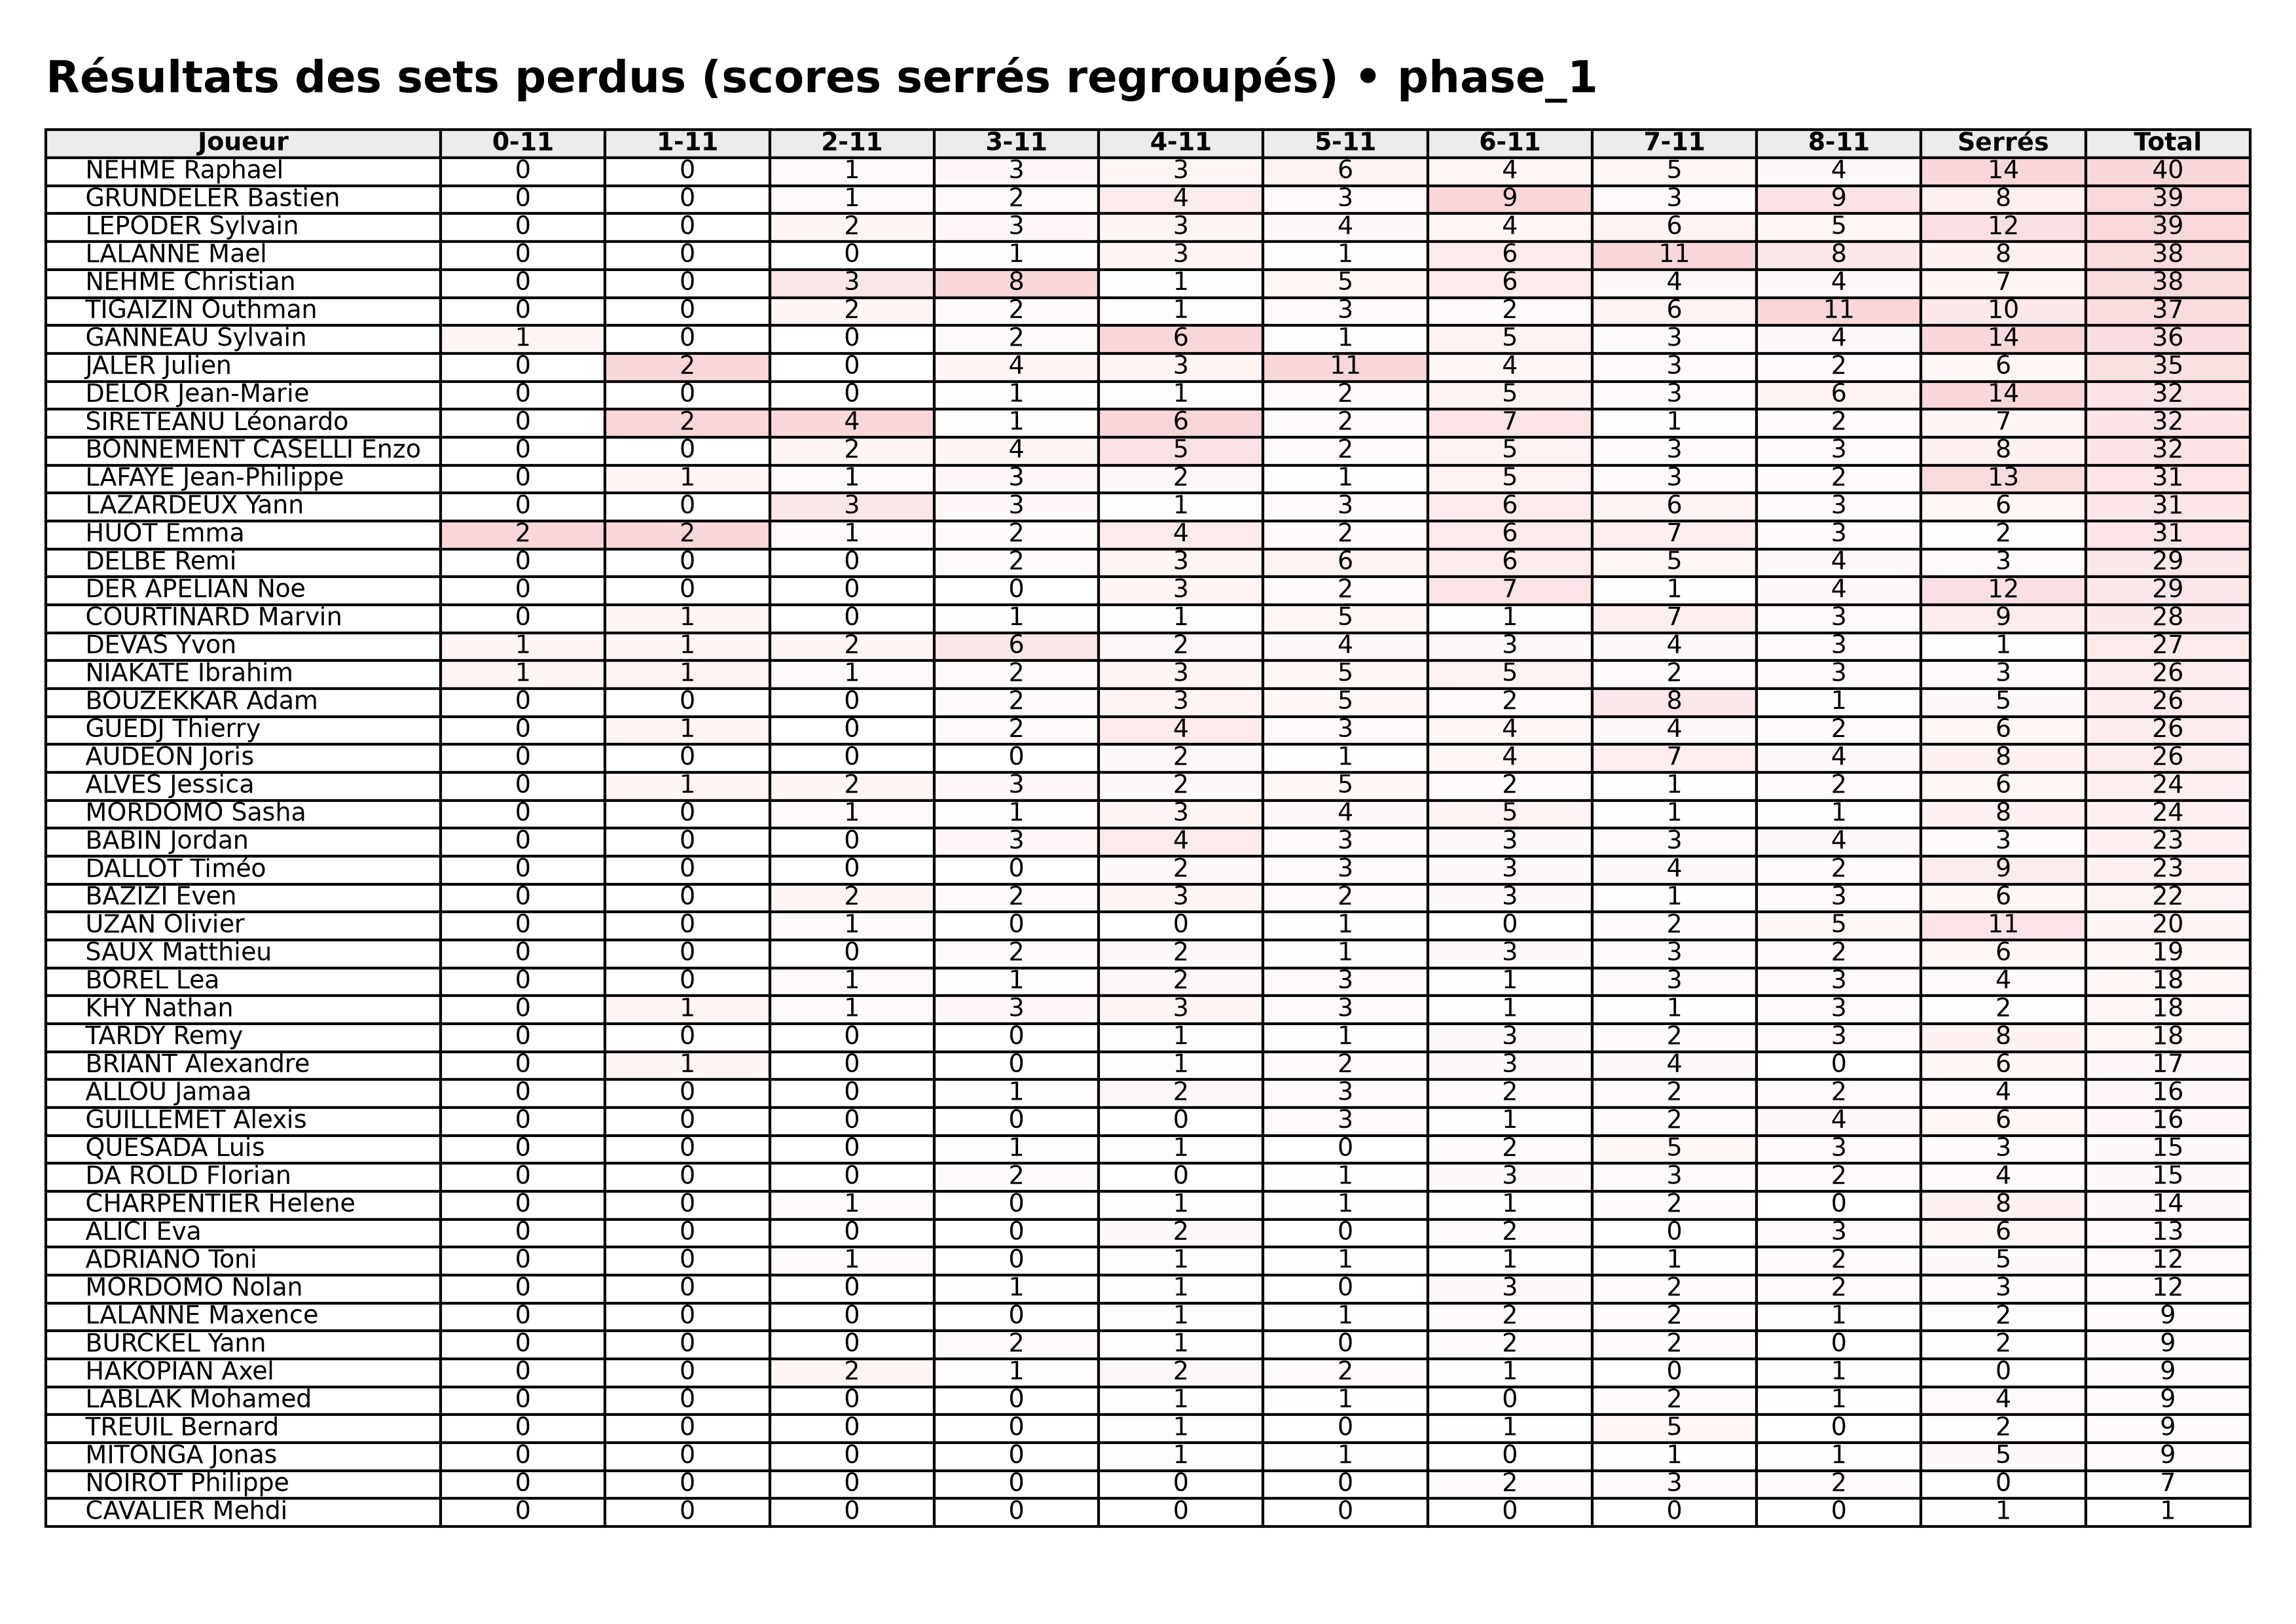 Résultats des sets perdus (scores serrés regroupés) • phase_1
Joueur 0-11 1-11 2-11 3-11 4-11 5-11 6-11 7-11 8-11 Serrés Total
NEHME Raphael 0 0 1 3 3 6 4 5 4 14 40
GRUNDELER Bastien 0 0 1 2 4 3 9 3 9 8 39
LEPODER Sylvain 0 0 2 3 3 4 4 6 5 12 39
LALANNE Mael 0 0 0 1 3 1 6 11 8 8 38
NEHME Christian 0 0 3 8 1 5 6 4 4 7 38
TIGAIZIN Outhman 0 0 2 2 1 3 2 6 11 10 37
GANNEAU Sylvain 1 0 0 2 6 1 5 3 4 14 36
JALER Julien 0 2 0 4 3 11 4 3 2 6 35
DELOR Jean-Marie 0 0 0 1 1 2 5 3 6 14 32
SIRETEANU Léonardo 0 2 4 1 6 2 7 1 2 7 32
BONNEMENT CASELLI Enzo 0 0 2 4 5 2 5 3 3 8 32
LAFAYE Jean-Philippe 0 1 1 3 2 1 5 3 2 13 31
LAZARDEUX Yann 0 0 3 3 1 3 6 6 3 6 31
HUOT Emma 2 2 1 2 4 2 6 7 3 2 31
DELBE Remi 0 0 0 2 3 6 6 5 4 3 29
DER APELIAN Noe 0 0 0 0 3 2 7 1 4 12 29
COURTINARD Marvin 0 1 0 1 1 5 1 7 3 9 28
DEVAS Yvon 1 1 2 6 2 4 3 4 3 1 27
NIAKATE Ibrahim 1 1 1 2 3 5 5 2 3 3 26
BOUZEKKAR Adam 0 0 0 2 3 5 2 8 1 5 26
GUEDJ Thierry 0 1 0 2 4 3 4 4 2 6 26
AUDEON Joris 0 0 0 0 2 1 4 7 4 8 26
ALVES Jessica 0 1 2 3 2 5 2 1 2 6 24
MORDOMO Sasha 0 0 1 1 3 4 5 1 1 8 24
BABIN Jordan 0 0 0 3 4 3 3 3 4 3 23
DALLOT Timéo 0 0 0 0 2 3 3 4 2 9 23
BAZIZI Even 0 0 2 2 3 2 3 1 3 6 22
UZAN Olivier 0 0 1 0 0 1 0 2 5 11 20
SAUX Matthieu 0 0 0 2 2 1 3 3 2 6 19
BOREL Lea 0 0 1 1 2 3 1 3 3 4 18
KHY Nathan 0 1 1 3 3 3 1 1 3 2 18
TARDY Remy 0 0 0 0 1 1 3 2 3 8 18
BRIANT Alexandre 0 1 0 0 1 2 3 4 0 6 17
ALLOU Jamaa 0 0 0 1 2 3 2 2 2 4 16
GUILLEMET Alexis 0 0 0 0 0 3 1 2 4 6 16
QUESADA Luis 0 0 0 1 1 0 2 5 3 3 15
DA ROLD Florian 0 0 0 2 0 1 3 3 2 4 15
CHARPENTIER Helene 0 0 1 0 1 1 1 2 0 8 14
ALICI Eva 0 0 0 0 2 0 2 0 3 6 13
ADRIANO Toni 0 0 1 0 1 1 1 1 2 5 12
MORDOMO Nolan 0 0 0 1 1 0 3 2 2 3 12
LALANNE Maxence 0 0 0 0 1 1 2 2 1 2 9
BURCKEL Yann 0 0 0 2 1 0 2 2 0 2 9
HAKOPIAN Axel 0 0 2 1 2 2 1 0 1 0 9
LABLAK Mohamed 0 0 0 0 1 1 0 2 1 4 9
TREUIL Bernard 0 0 0 0 1 0 1 5 0 2 9
MITONGA Jonas 0 0 0 0 1 1 0 1 1 5 9
NOIROT Philippe 0 0 0 0 0 0 2 3 2 0 7
CAVALIER Mehdi 0 0 0 0 0 0 0 0 0 1 1